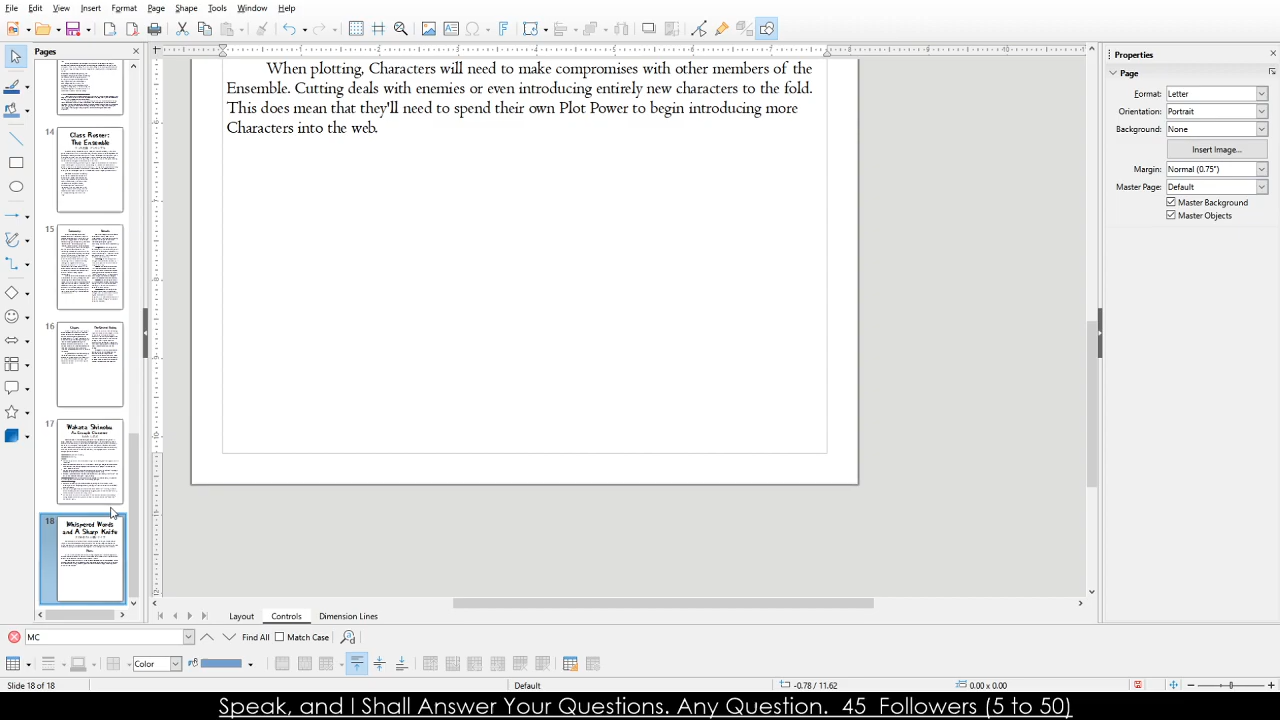 File Edit View Insert Format Page Shape Tools Window Help
Pages
14
Class Roster:
The Ensemble
15
16
17
Wakata Shinobu
18
Whispered Words
and A Sharp Knife
When plotting, Characters will need to make compromises with other members of the
Ensemble. Cutting deals with enemies or even introducing entirely new characters to the fold.
This does mean that they'll need to spend their own Plot Power to begin introducing more
Characters into the web.
Properties
Page
Format: Letter
Orientation: Portrait
Background: None
Insert Image...
Margin: Normal (0.75")
Master Page: Default
Master Background
Master Objects
Layout Controls Dimension Lines
MC Find All Match Case
Color
Slide 18 of 18 Default -0.78 / 11.62 0.00 x 0.00
Speak, and I Shall Answer Your Questions. Any Question. 45 Followers (5 to 50)